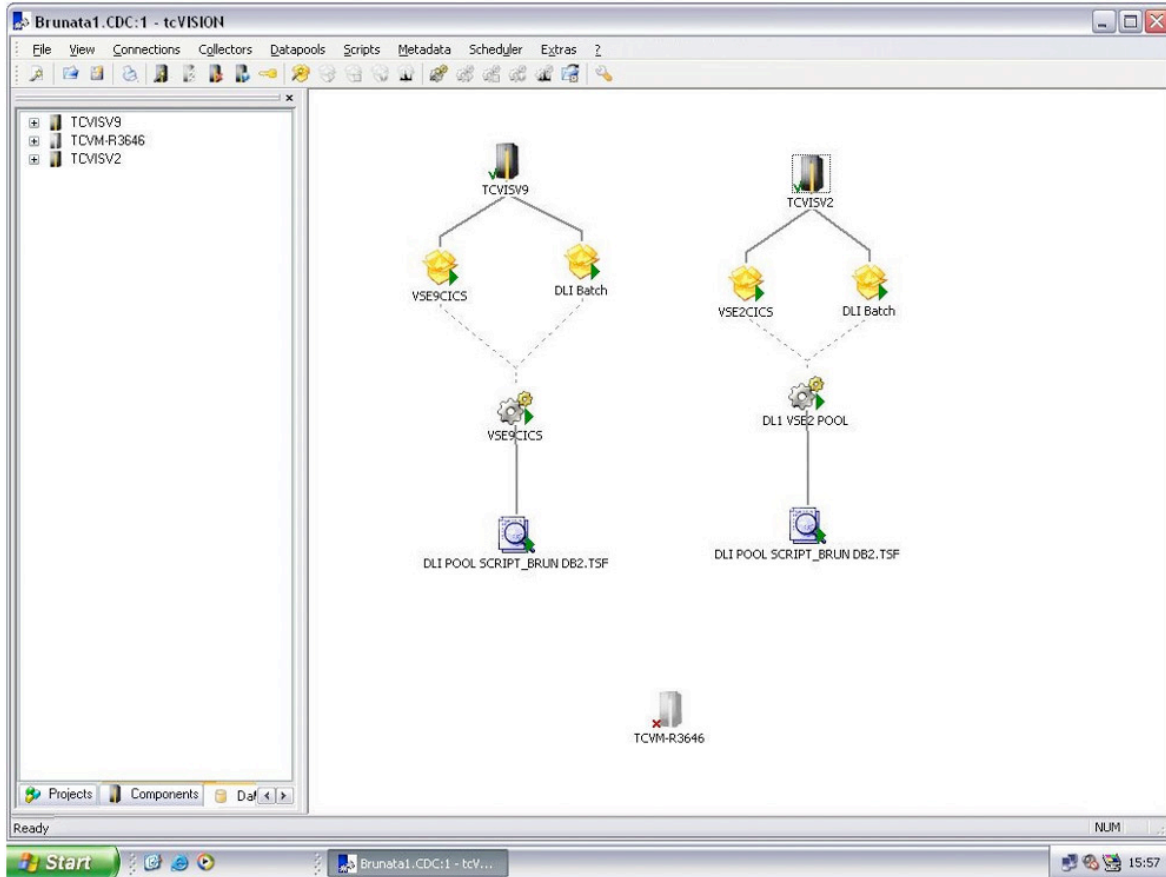 Brunata1.CDC:1 - tcVISION
File View Connections Collectors Datapools Scripts Metadata Scheduler Extras ?
TCVISV9
TCVM-R3646
TCVISV2
TCVISV9
TCVISV2
VSE9CICS
DLI Batch
VSE2CICS
DLI Batch
VSE9CICS
DL1 VSE2 POOL
DLI POOL SCRIPT_BRUN DB2.TSF
DLI POOL SCRIPT_BRUN DB2.TSF
TCVM-R3646
Projects Components Dat
Ready NUM
Start Brunata1.CDC:1 - tcV... 15:57